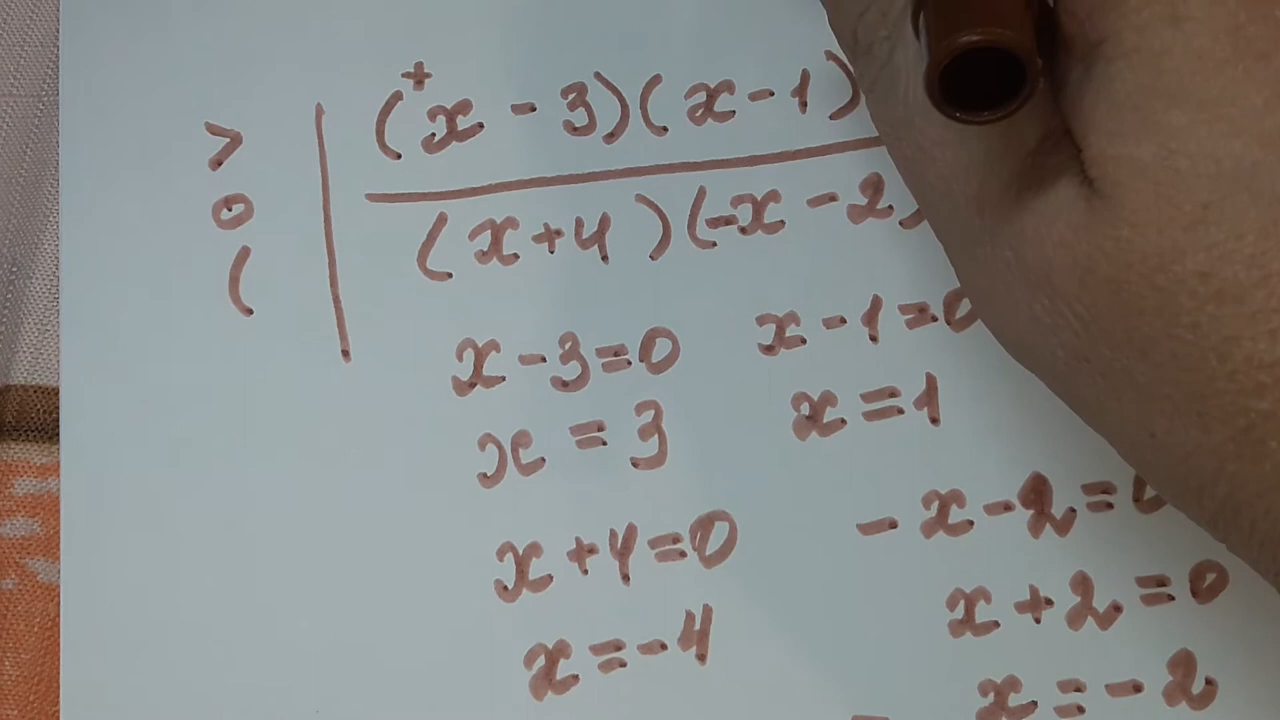 > (x - 3)(x - 1)
0 (x + 4)(-x - 2)
(
+
x - 3 = 0 x - 1 = 0
x = 3 x = 1
x + 4 = 0 - x - 2 = 0
x = -4 x + 2 = 0
x = - 2